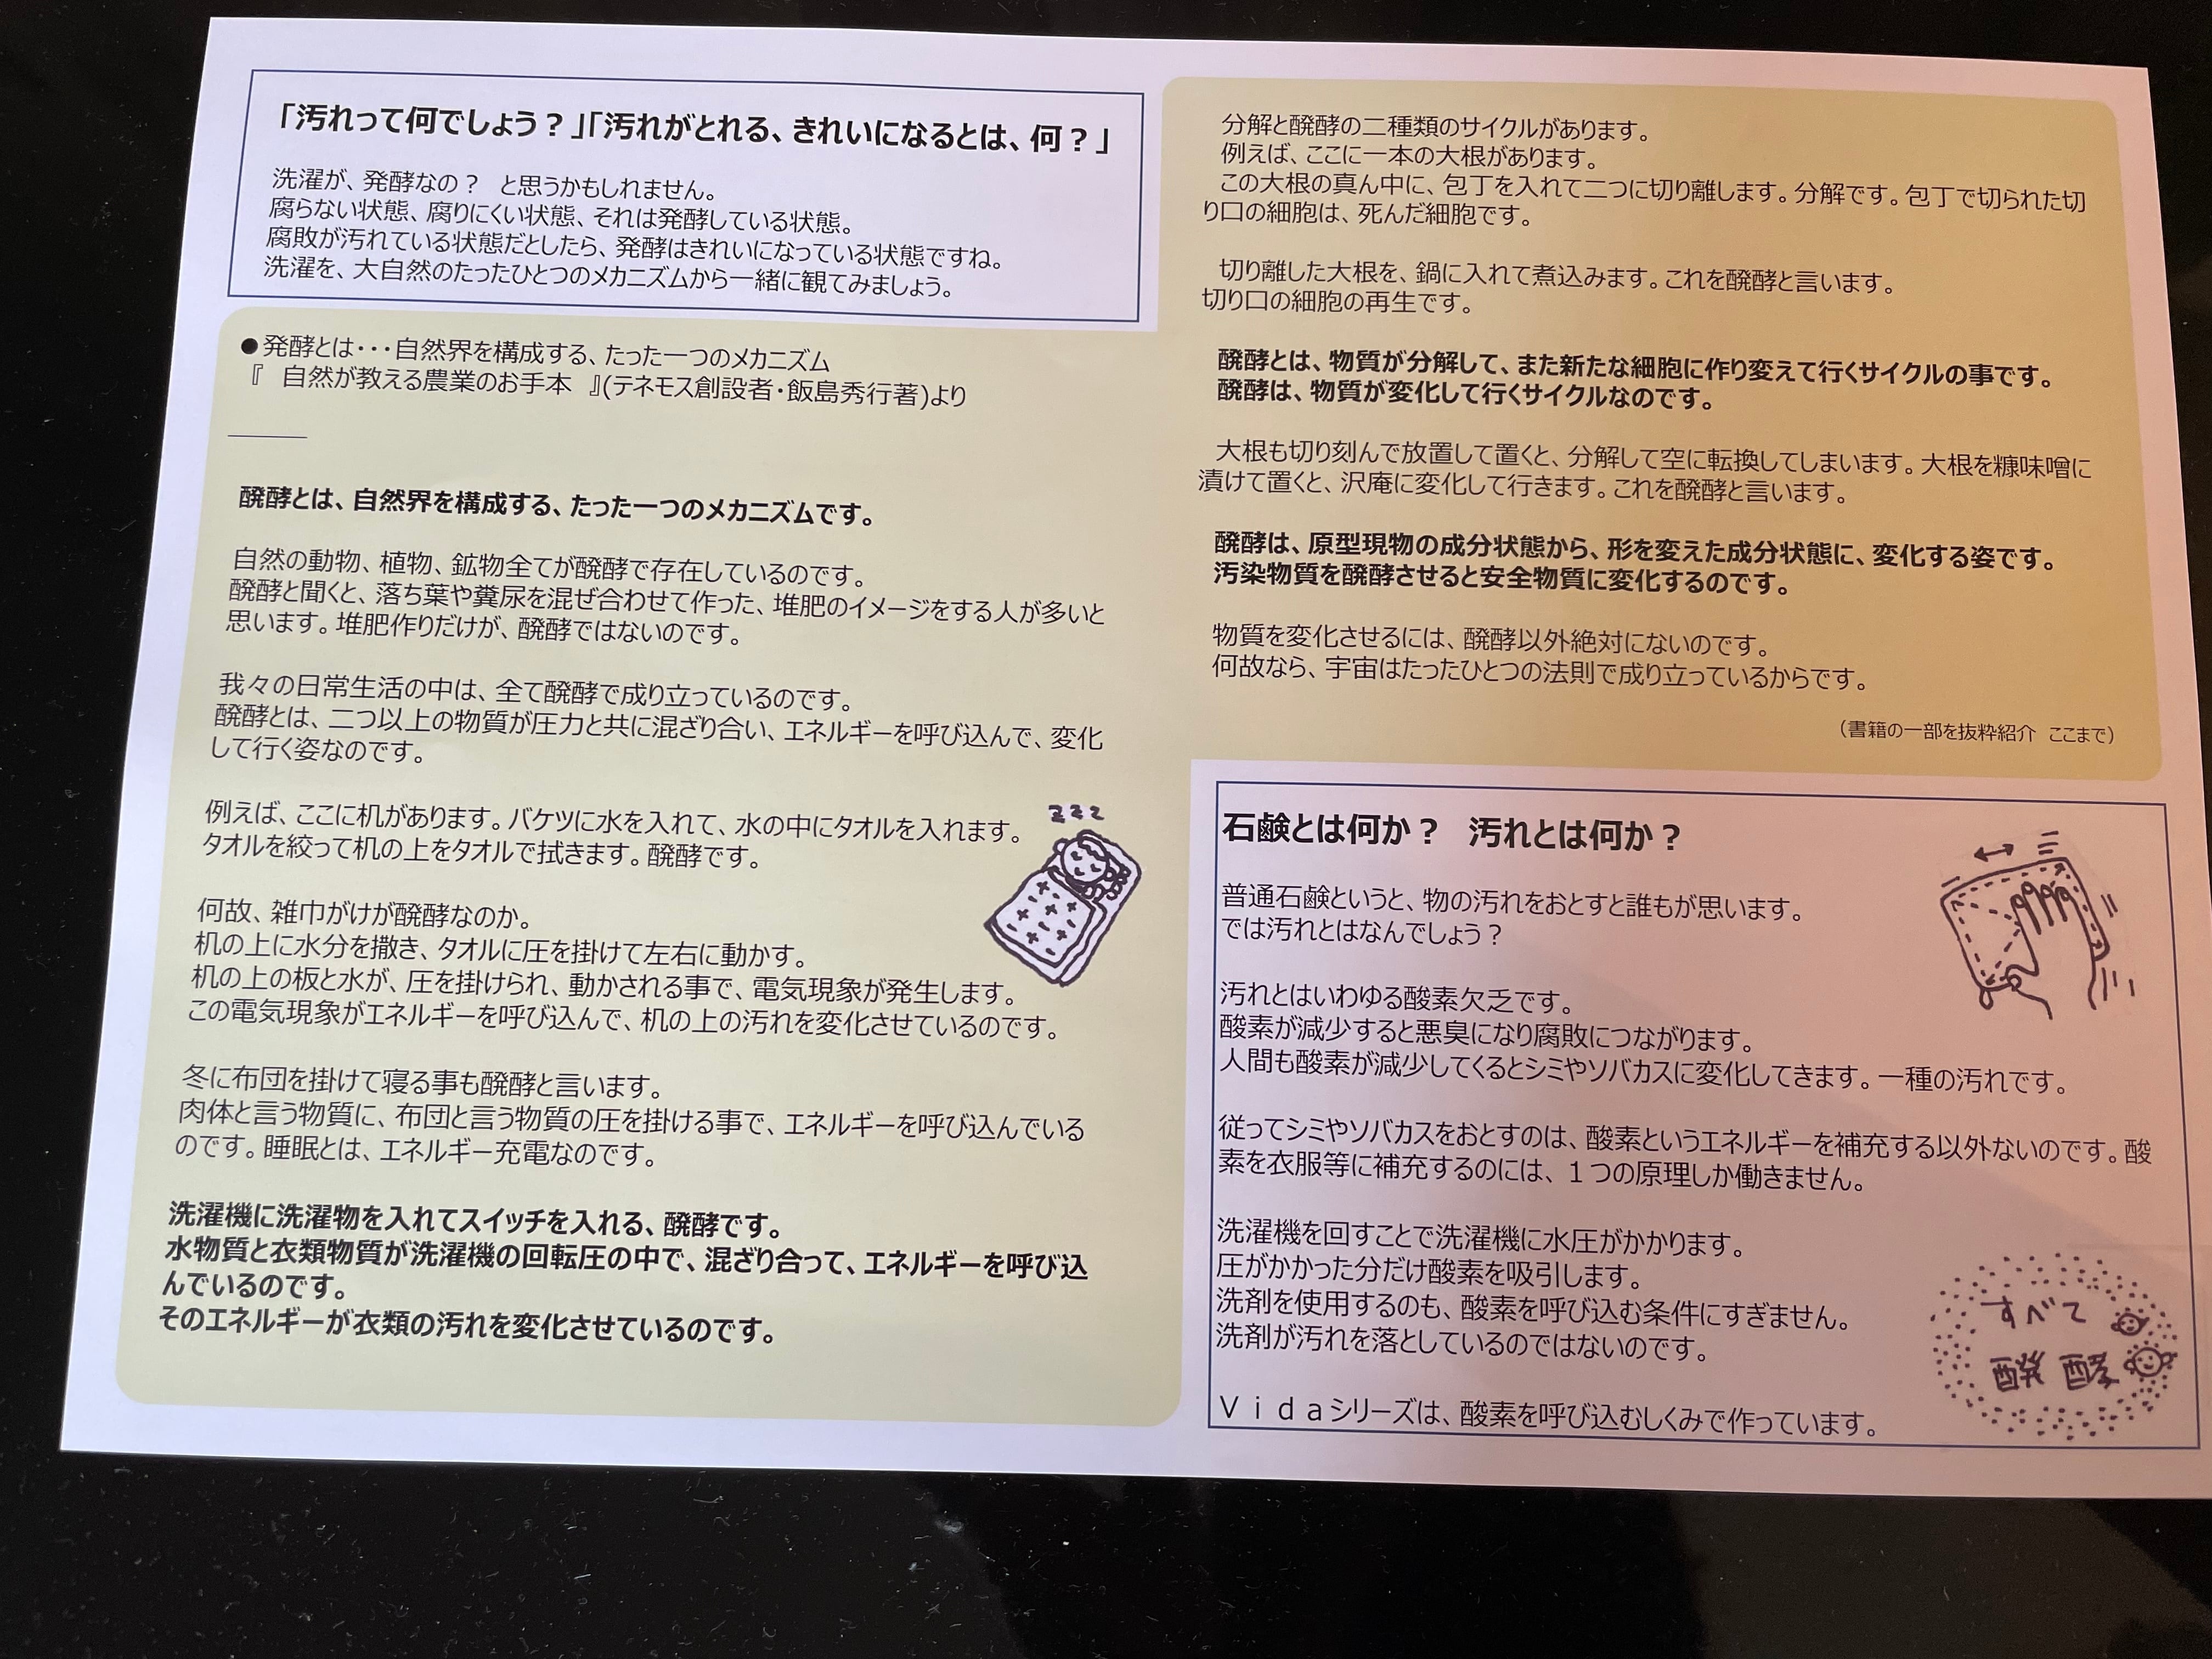 「汚れって何でしょう？」「汚れがとれる、きれいになるとは、何？」
洗濯が、発酵なの？　と思うかもしれません。
腐らない状態、腐りにくい状態、それは発酵している状態。
腐敗が汚れている状態だとしたら、発酵はきれいになっている状態ですね。
洗濯を、大自然のたったひとつのメカニズムから一緒に観てみましょう。
●発酵とは・・・自然界を構成する、たった一つのメカニズム
『　自然が教える農業のお手本　』(テネモス創設者・飯島秀行著)より
醗酵とは、自然界を構成する、たった一つのメカニズムです。
自然の動物、植物、鉱物全てが醗酵で存在しているのです。
醗酵と聞くと、落ち葉や糞尿を混ぜ合わせて作った、堆肥のイメージをする人が多いと
思います。堆肥作りだけが、醗酵ではないのです。
我々の日常生活の中は、全て醗酵で成り立っているのです。
醗酵とは、二つ以上の物質が圧力と共に混ざり合い、エネルギーを呼び込んで、変化
して行く姿なのです。
例えば、ここに机があります。バケツに水を入れて、水の中にタオルを入れます。
タオルを絞って机の上をタオルで拭きます。醗酵です。
何故、雑巾がけが醗酵なのか。
机の上に水分を撒き、タオルに圧を掛けて左右に動かす。
机の上の板と水が、圧を掛けられ、動かされる事で、電気現象が発生します。
この電気現象がエネルギーを呼び込んで、机の上の汚れを変化させているのです。
冬に布団を掛けて寝る事も醗酵と言います。
肉体と言う物質に、布団と言う物質の圧を掛ける事で、エネルギーを呼び込んでいる
のです。睡眠とは、エネルギー充電なのです。
洗濯機に洗濯物を入れてスイッチを入れる、醗酵です。
水物質と衣類物質が洗濯機の回転圧の中で、混ざり合って、エネルギーを呼び込
んでいるのです。
そのエネルギーが衣類の汚れを変化させているのです。
zzz
分解と醗酵の二種類のサイクルがあります。
例えば、ここに一本の大根があります。
この大根の真ん中に、包丁を入れて二つに切り離します。分解です。包丁で切られた切
り口の細胞は、死んだ細胞です。
切り離した大根を、鍋に入れて煮込みます。これを醗酵と言います。
切り口の細胞の再生です。
醗酵とは、物質が分解して、また新たな細胞に作り変えて行くサイクルの事です。
醗酵は、物質が変化して行くサイクルなのです。
大根も切り刻んで放置して置くと、分解して空に転換してしまいます。大根を糠味噌に
漬けて置くと、沢庵に変化して行きます。これを醗酵と言います。
醗酵は、原型現物の成分状態から、形を変えた成分状態に、変化する姿です。
汚染物質を醗酵させると安全物質に変化するのです。
物質を変化させるには、醗酵以外絶対にないのです。
何故なら、宇宙はたったひとつの法則で成り立っているからです。
（書籍の一部を抜粋紹介　ここまで）
石鹸とは何か？　汚れとは何か？
普通石鹸というと、物の汚れをおとすと誰もが思います。
では汚れとはなんでしょう？
汚れとはいわゆる酸素欠乏です。
酸素が減少すると悪臭になり腐敗につながります。
人間も酸素が減少してくるとシミやソバカスに変化してきます。一種の汚れです。
従ってシミやソバカスをおとすのは、酸素というエネルギーを補充する以外ないのです。酸
素を衣服等に補充するのには、１つの原理しか働きません。
洗濯機を回すことで洗濯機に水圧がかかります。
圧がかかった分だけ酸素を吸引します。
洗剤を使用するのも、酸素を呼び込む条件にすぎません。
洗剤が汚れを落としているのではないのです。
Ｖｉｄａシリーズは、酸素を呼び込むしくみで作っています。
すべて
醗酵